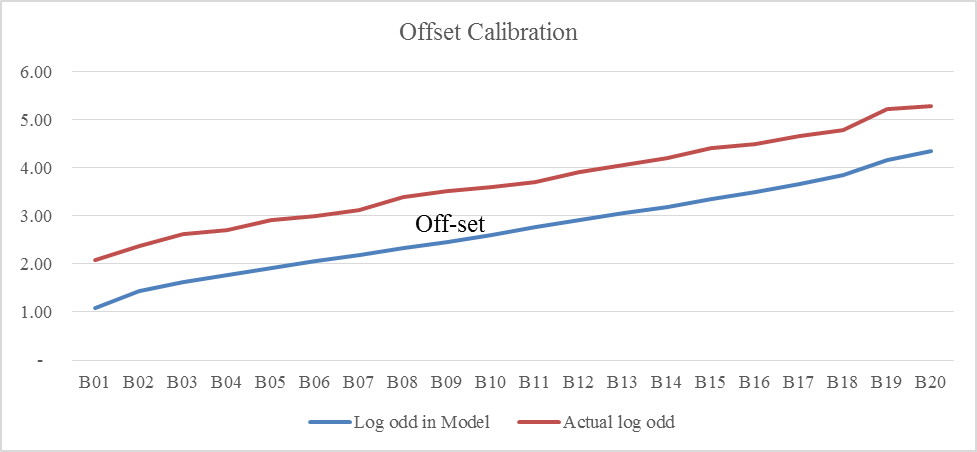 Offset Calibration
6.00
5.00
4.00
3.00
2.00
1.00
-
Off-set
B01 B02 B03 B04 B05 B06 B07 B08 B09 B10 B11 B12 B13 B14 B15 B16 B17 B18 B19 B20
Log odd in Model Actual log odd